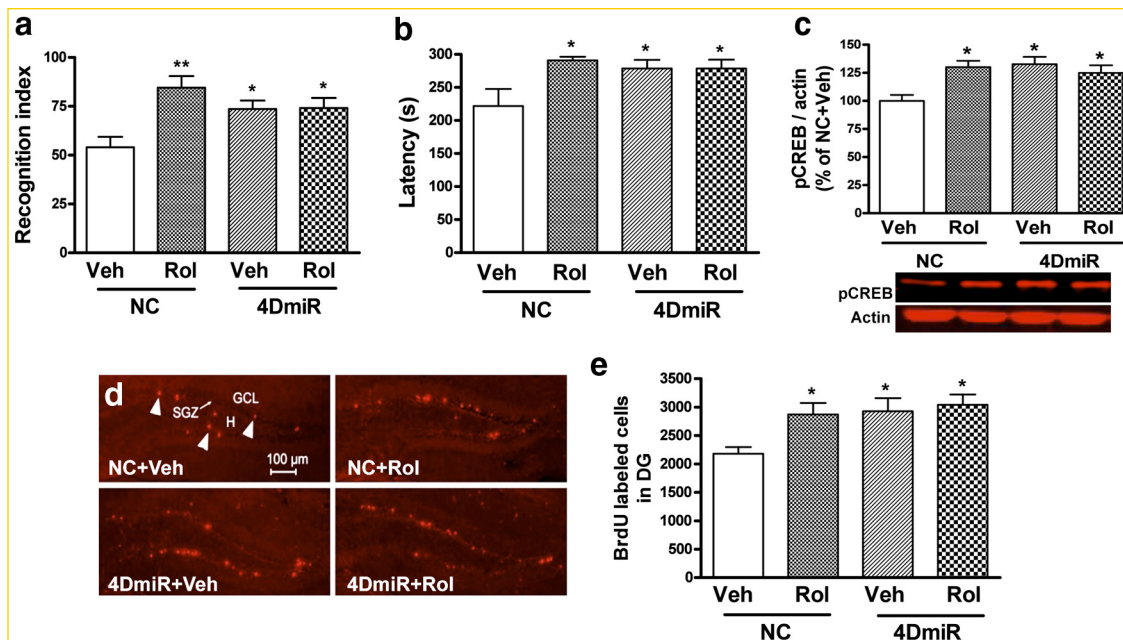 a
Recognition index
100
75
50
25
0
**
*
*
Veh Rol Veh Rol
NC 4DmiR
b
Latency (s)
300
250
200
150
100
50
0
*
*
*
Veh Rol Veh Rol
NC 4DmiR
c
pCREB / actin
(% of NC+Veh)
150
125
100
75
50
25
0
*
*
*
Veh Rol Veh Rol
NC 4DmiR
pCREB
Actin
d
SGZ GCL
H
100 µm
NC+Veh
NC+Rol
4DmiR+Veh
4DmiR+Rol
e
BrdU labeled cells
in DG
3500
3000
2500
2000
1500
1000
500
0
*
*
*
Veh Rol Veh Rol
NC 4DmiR